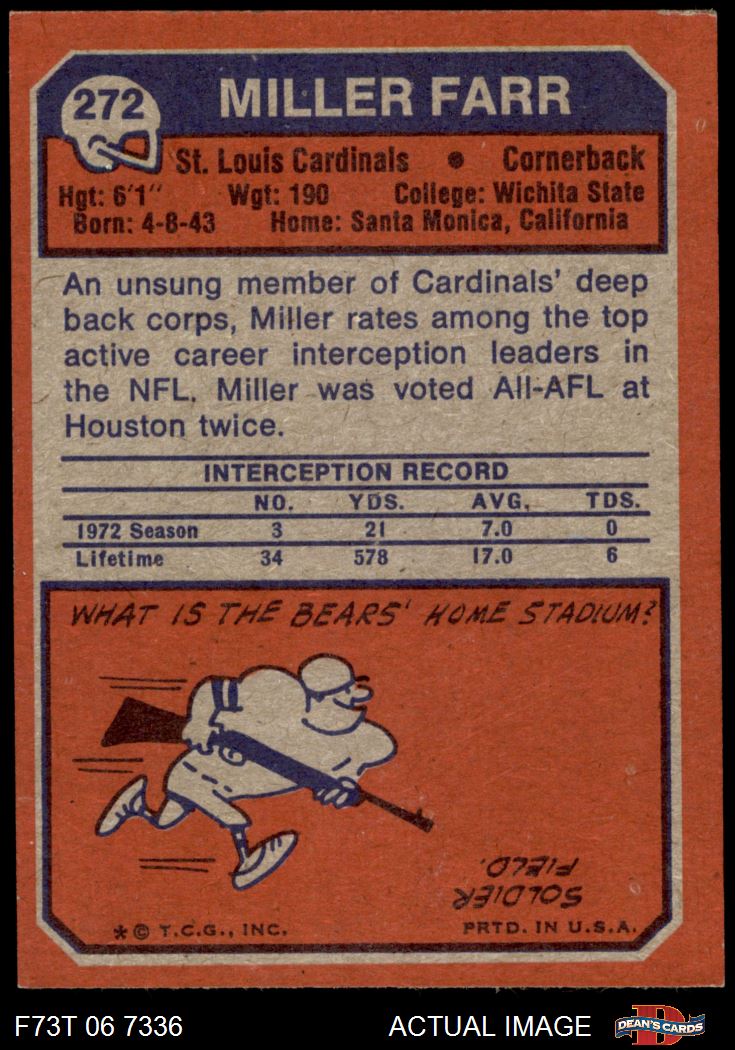 272
MILLER FARR
St. Louis Cardinals • Cornerback
Hgt: 6'1" Wgt: 190 College: Wichita State
Born: 4-8-43 Home: Santa Monica, California
An unsung member of Cardinals' deep
back corps, Miller rates among the top
active career interception leaders in
the NFL. Miller was voted All-AFL at
Houston twice.
INTERCEPTION RECORD
NO. YDS. AVG. TDS.
1972 Season 3 21 7.0 0
Lifetime 34 578 17.0 6
WHAT IS THE BEARS' HOME STADIUM?
SOLDIER
FIELD.
* © T.C.G., INC. PRTD. IN U.S.A.
F73T 06 7336 ACTUAL IMAGE
D
DEAN'S CARDS